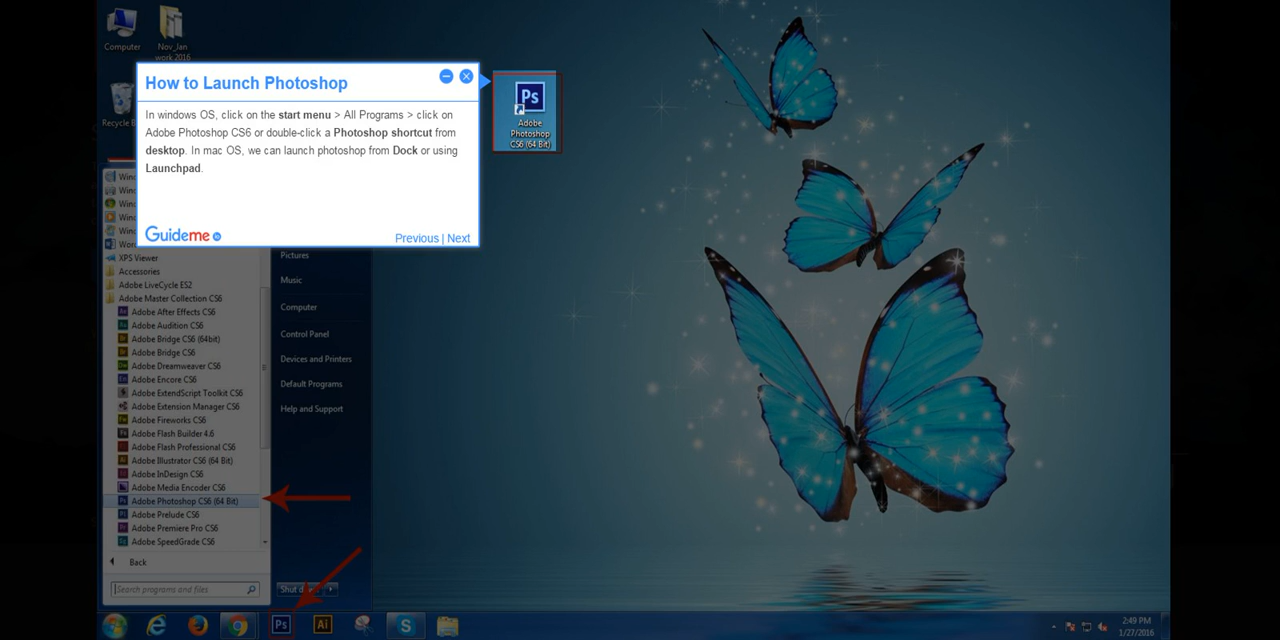 Computer
Nov_Jan
work 2016
How to Launch Photoshop
In windows OS, click on the start menu > All Programs > click on
Adobe Photoshop CS6 or double-click a Photoshop shortcut from
desktop. In mac OS, we can launch photoshop from Dock or using
Launchpad.
Guideme
Previous | Next
Ps
Adobe
Photoshop
CS6 (64 Bit)
Recycle B
Wind
Wind
Wind
Wind
Wind
Word
XPS Viewer
Accessories
Adobe LiveCycle ES2
Adobe Master Collection CS6
Adobe After Effects CS6
Adobe Audition CS6
Adobe Bridge CS6 (64bit)
Adobe Bridge CS6
Adobe Dreamweaver CS6
Adobe Encore CS6
Adobe ExtendScript Toolkit CS6
Adobe Extension Manager CS6
Adobe Fireworks CS6
Adobe Flash Builder 4.6
Adobe Flash Professional CS6
Adobe Illustrator CS6 (64 Bit)
Adobe InDesign CS6
Adobe Media Encoder CS6
Adobe Photoshop CS6 (64 Bit)
Adobe Prelude CS6
Adobe Premiere Pro CS6
Adobe SpeedGrade CS6
Back
Search programs and files
Pictures
Music
Computer
Control Panel
Devices and Printers
Default Programs
Help and Support
Shut d
Ps
Ai
S
2:49 PM
1/27/2016